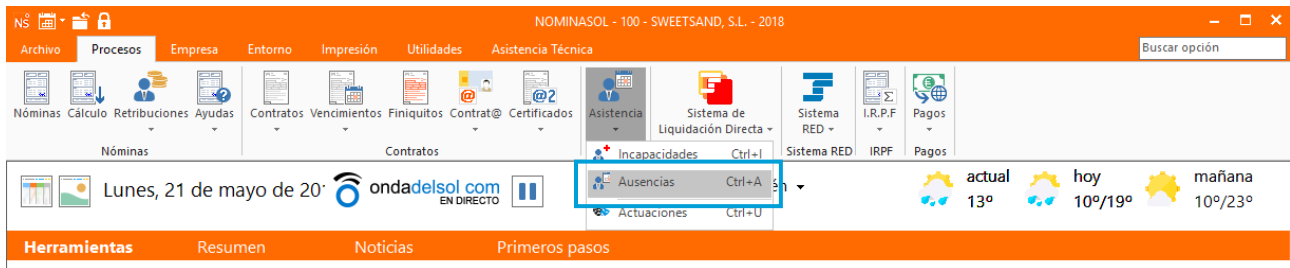 NS NOMINASOL - 100 - SWEETSAND, S.L. - 2018
Archivo Procesos Empresa Entorno Impresión Utilidades Asistencia Técnica Buscar opción
Nóminas Cálculo Retribuciones Ayudas Contratos Vencimientos Finiquitos Contrat@ Certificados Asistencia Sistema de Liquidación Directa Sistema RED I.R.P.F Pagos
Nóminas Contratos Sistema RED IRPF Pagos
Incapacidades Ctrl+I
Ausencias Ctrl+A
Actuaciones Ctrl+U
Lunes, 21 de mayo de 20
ondadelsol com
EN DIRECTO
actual hoy mañana
13º 10º/19º 10º/23º
Herramientas Resumen Noticias Primeros pasos